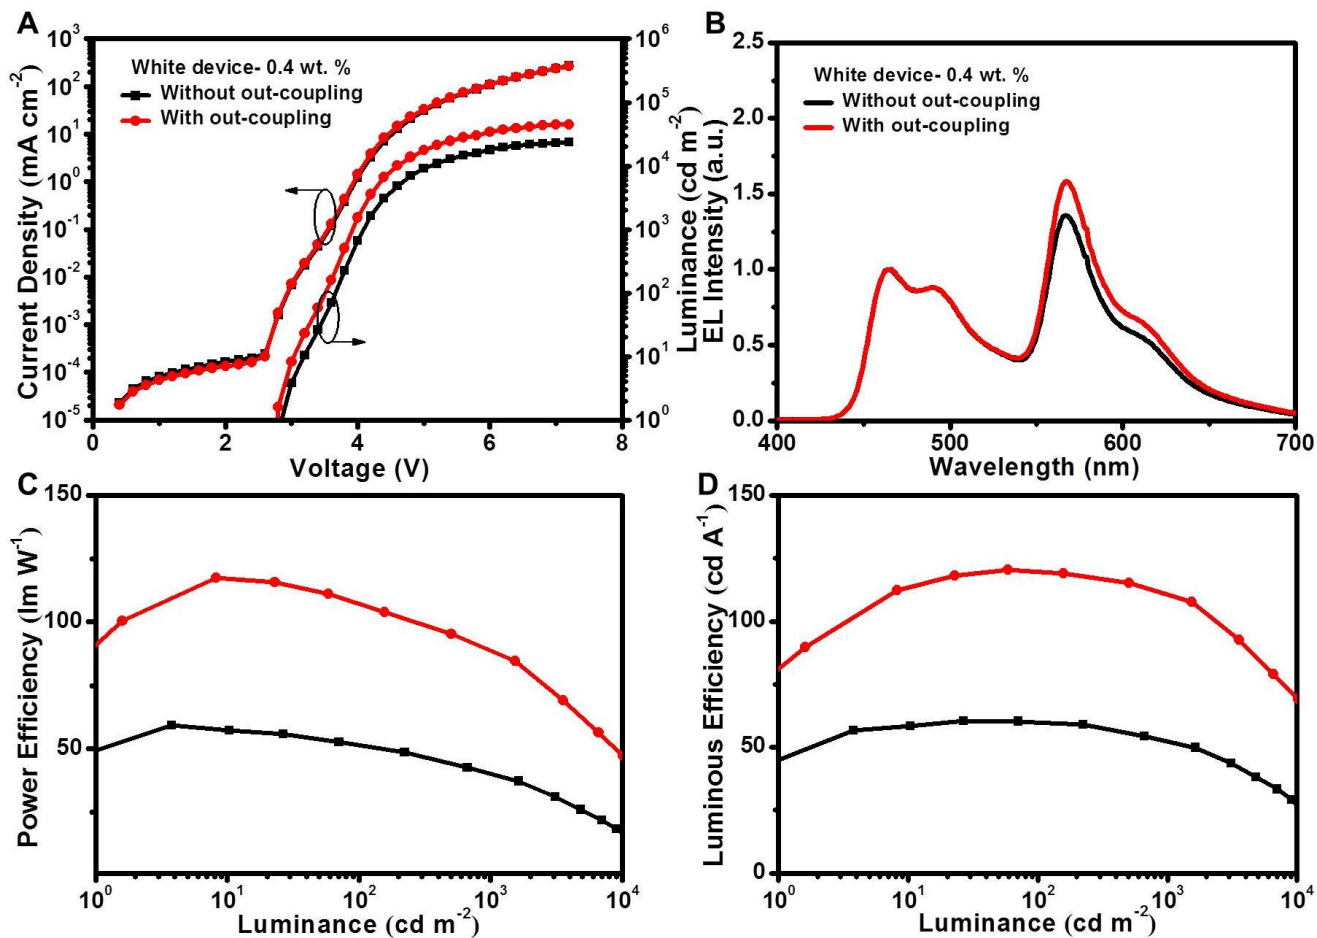 A
White device- 0.4 wt. %
Without out-coupling
With out-coupling
Current Density (mA cm⁻²)
10³
10²
10¹
10⁰
10⁻¹
10⁻²
10⁻³
10⁻⁴
10⁻⁵
Luminance (cd m⁻²)
10⁶
10⁵
10⁴
10³
10²
10¹
10⁰
0 2 4 6 8
Voltage (V)
B
White device- 0.4 wt. %
Without out-coupling
With out-coupling
EL Intensity (a.u.)
2.5
2.0
1.5
1.0
0.5
0.0
400 500 600 700
Wavelength (nm)
C
Power Efficiency (lm W⁻¹)
150
100
50
10⁰ 10¹ 10² 10³ 10⁴
Luminance (cd m⁻²)
D
Luminous Efficiency (cd A⁻¹)
150
100
50
0
10⁰ 10¹ 10² 10³ 10⁴
Luminance (cd m⁻²)